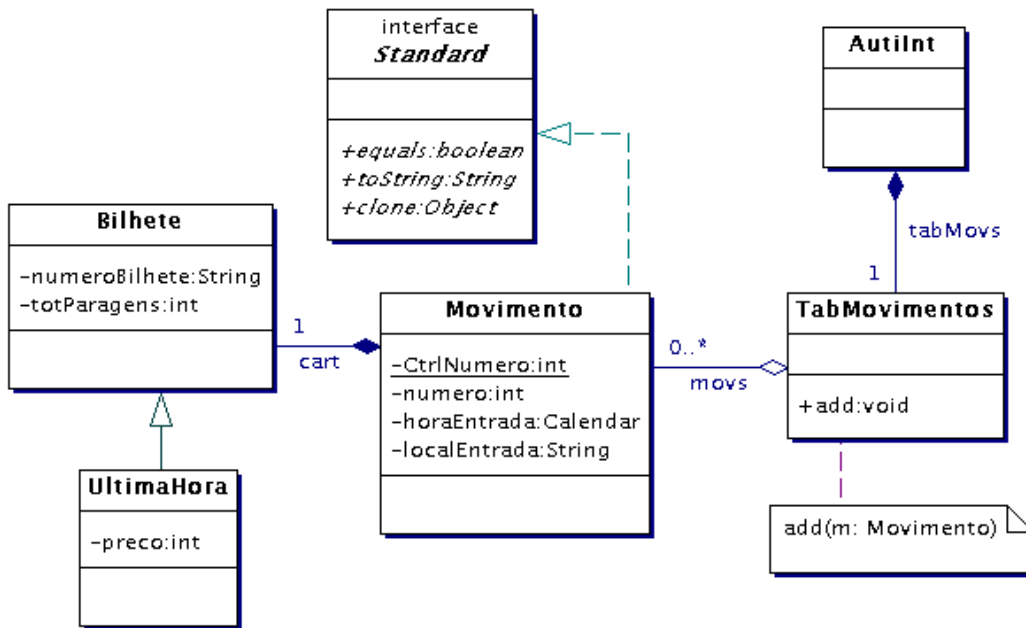 interface
Standard
+equals:boolean
+toString:String
+clone:Object
AutiInt
tabMovs
1
Bilhete
-numeroBilhete:String
-totParagens:int
1
cart
Movimento
-CtrlNumero:int
-numero:int
-horaEntrada:Calendar
-localEntrada:String
0..*
movs
TabMovimentos
+add:void
add(m: Movimento)
UltimaHora
-preco:int